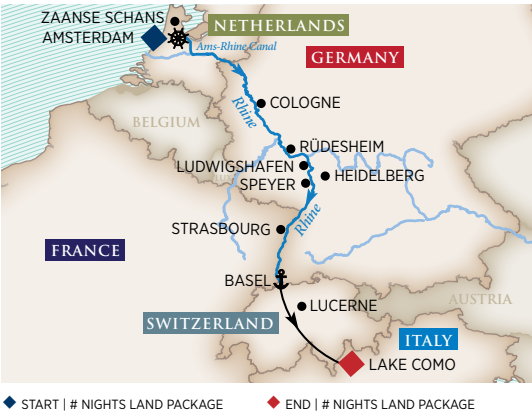 ZAANSE SCHANS
NETHERLANDS
AMSTERDAM
Ams-Rhine Canal
GERMANY
COLOGNE
Rhine
BELGIUM
RÜDESHEIM
LUDWIGSHAFEN
HEIDELBERG
SPEYER
Rhine
STRASBOURG
FRANCE
BASEL
LUCERNE
AUSTRIA
SWITZERLAND
ITALY
LAKE COMO
START | # NIGHTS LAND PACKAGE
END | # NIGHTS LAND PACKAGE